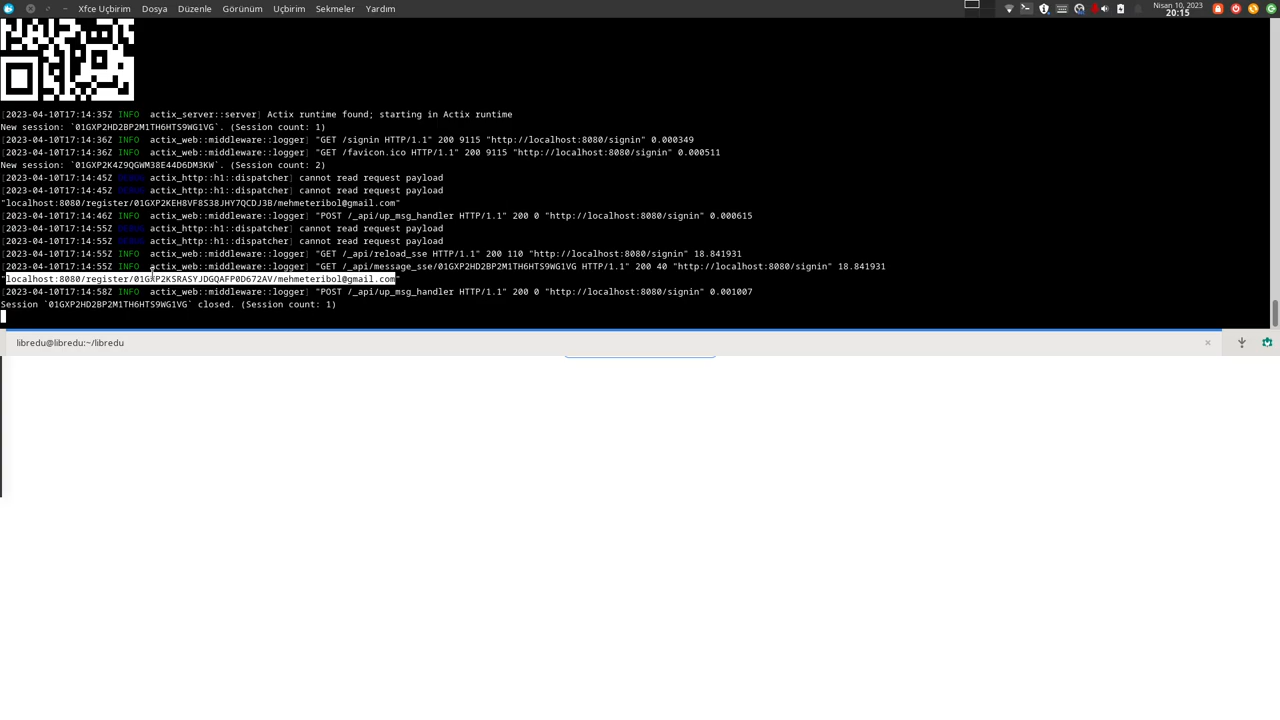 Xfce Uçbirim Dosya Düzenle Görünüm Uçbirim Sekmeler Yardım
Nisan 10, 2023
20:15
[2023-04-10T17:14:35Z INFO actix_server::server] Actix runtime found; starting in Actix runtime
New session: `01GXP2HD2BP2M1TH6HTS9WG1VG`. (Session count: 1)
[2023-04-10T17:14:36Z INFO actix_web::middleware::logger] "GET /signin HTTP/1.1" 200 9115 "http://localhost:8080/signin" 0.000349
[2023-04-10T17:14:36Z INFO actix_web::middleware::logger] "GET /favicon.ico HTTP/1.1" 200 9115 "http://localhost:8080/signin" 0.000511
New session: `01GXP2K4Z9QGWM38E44D6DM3KW`. (Session count: 2)
[2023-04-10T17:14:45Z DEBUG actix_http::h1::dispatcher] cannot read request payload
[2023-04-10T17:14:45Z DEBUG actix_http::h1::dispatcher] cannot read request payload
"localhost:8080/register/01GXP2KEH8VF8S38JHY7QCDJ3B/mehmeteribol@gmail.com"
[2023-04-10T17:14:46Z INFO actix_web::middleware::logger] "POST /_api/up_msg_handler HTTP/1.1" 200 0 "http://localhost:8080/signin" 0.000615
[2023-04-10T17:14:55Z DEBUG actix_http::h1::dispatcher] cannot read request payload
[2023-04-10T17:14:55Z DEBUG actix_http::h1::dispatcher] cannot read request payload
[2023-04-10T17:14:55Z INFO actix_web::middleware::logger] "GET /_api/reload_sse HTTP/1.1" 200 110 "http://localhost:8080/signin" 18.841931
[2023-04-10T17:14:55Z INFO actix_web::middleware::logger] "GET /_api/message_sse/01GXP2HD2BP2M1TH6HTS9WG1VG HTTP/1.1" 200 40 "http://localhost:8080/signin" 18.841931
"localhost:8080/register/01GXP2KSRASYJDGQAFP0D672AV/mehmeteribol@gmail.com"
[2023-04-10T17:14:58Z INFO actix_web::middleware::logger] "POST /_api/up_msg_handler HTTP/1.1" 200 0 "http://localhost:8080/signin" 0.001007
Session `01GXP2HD2BP2M1TH6HTS9WG1VG` closed. (Session count: 1)
libredu@libredu:~/libredu